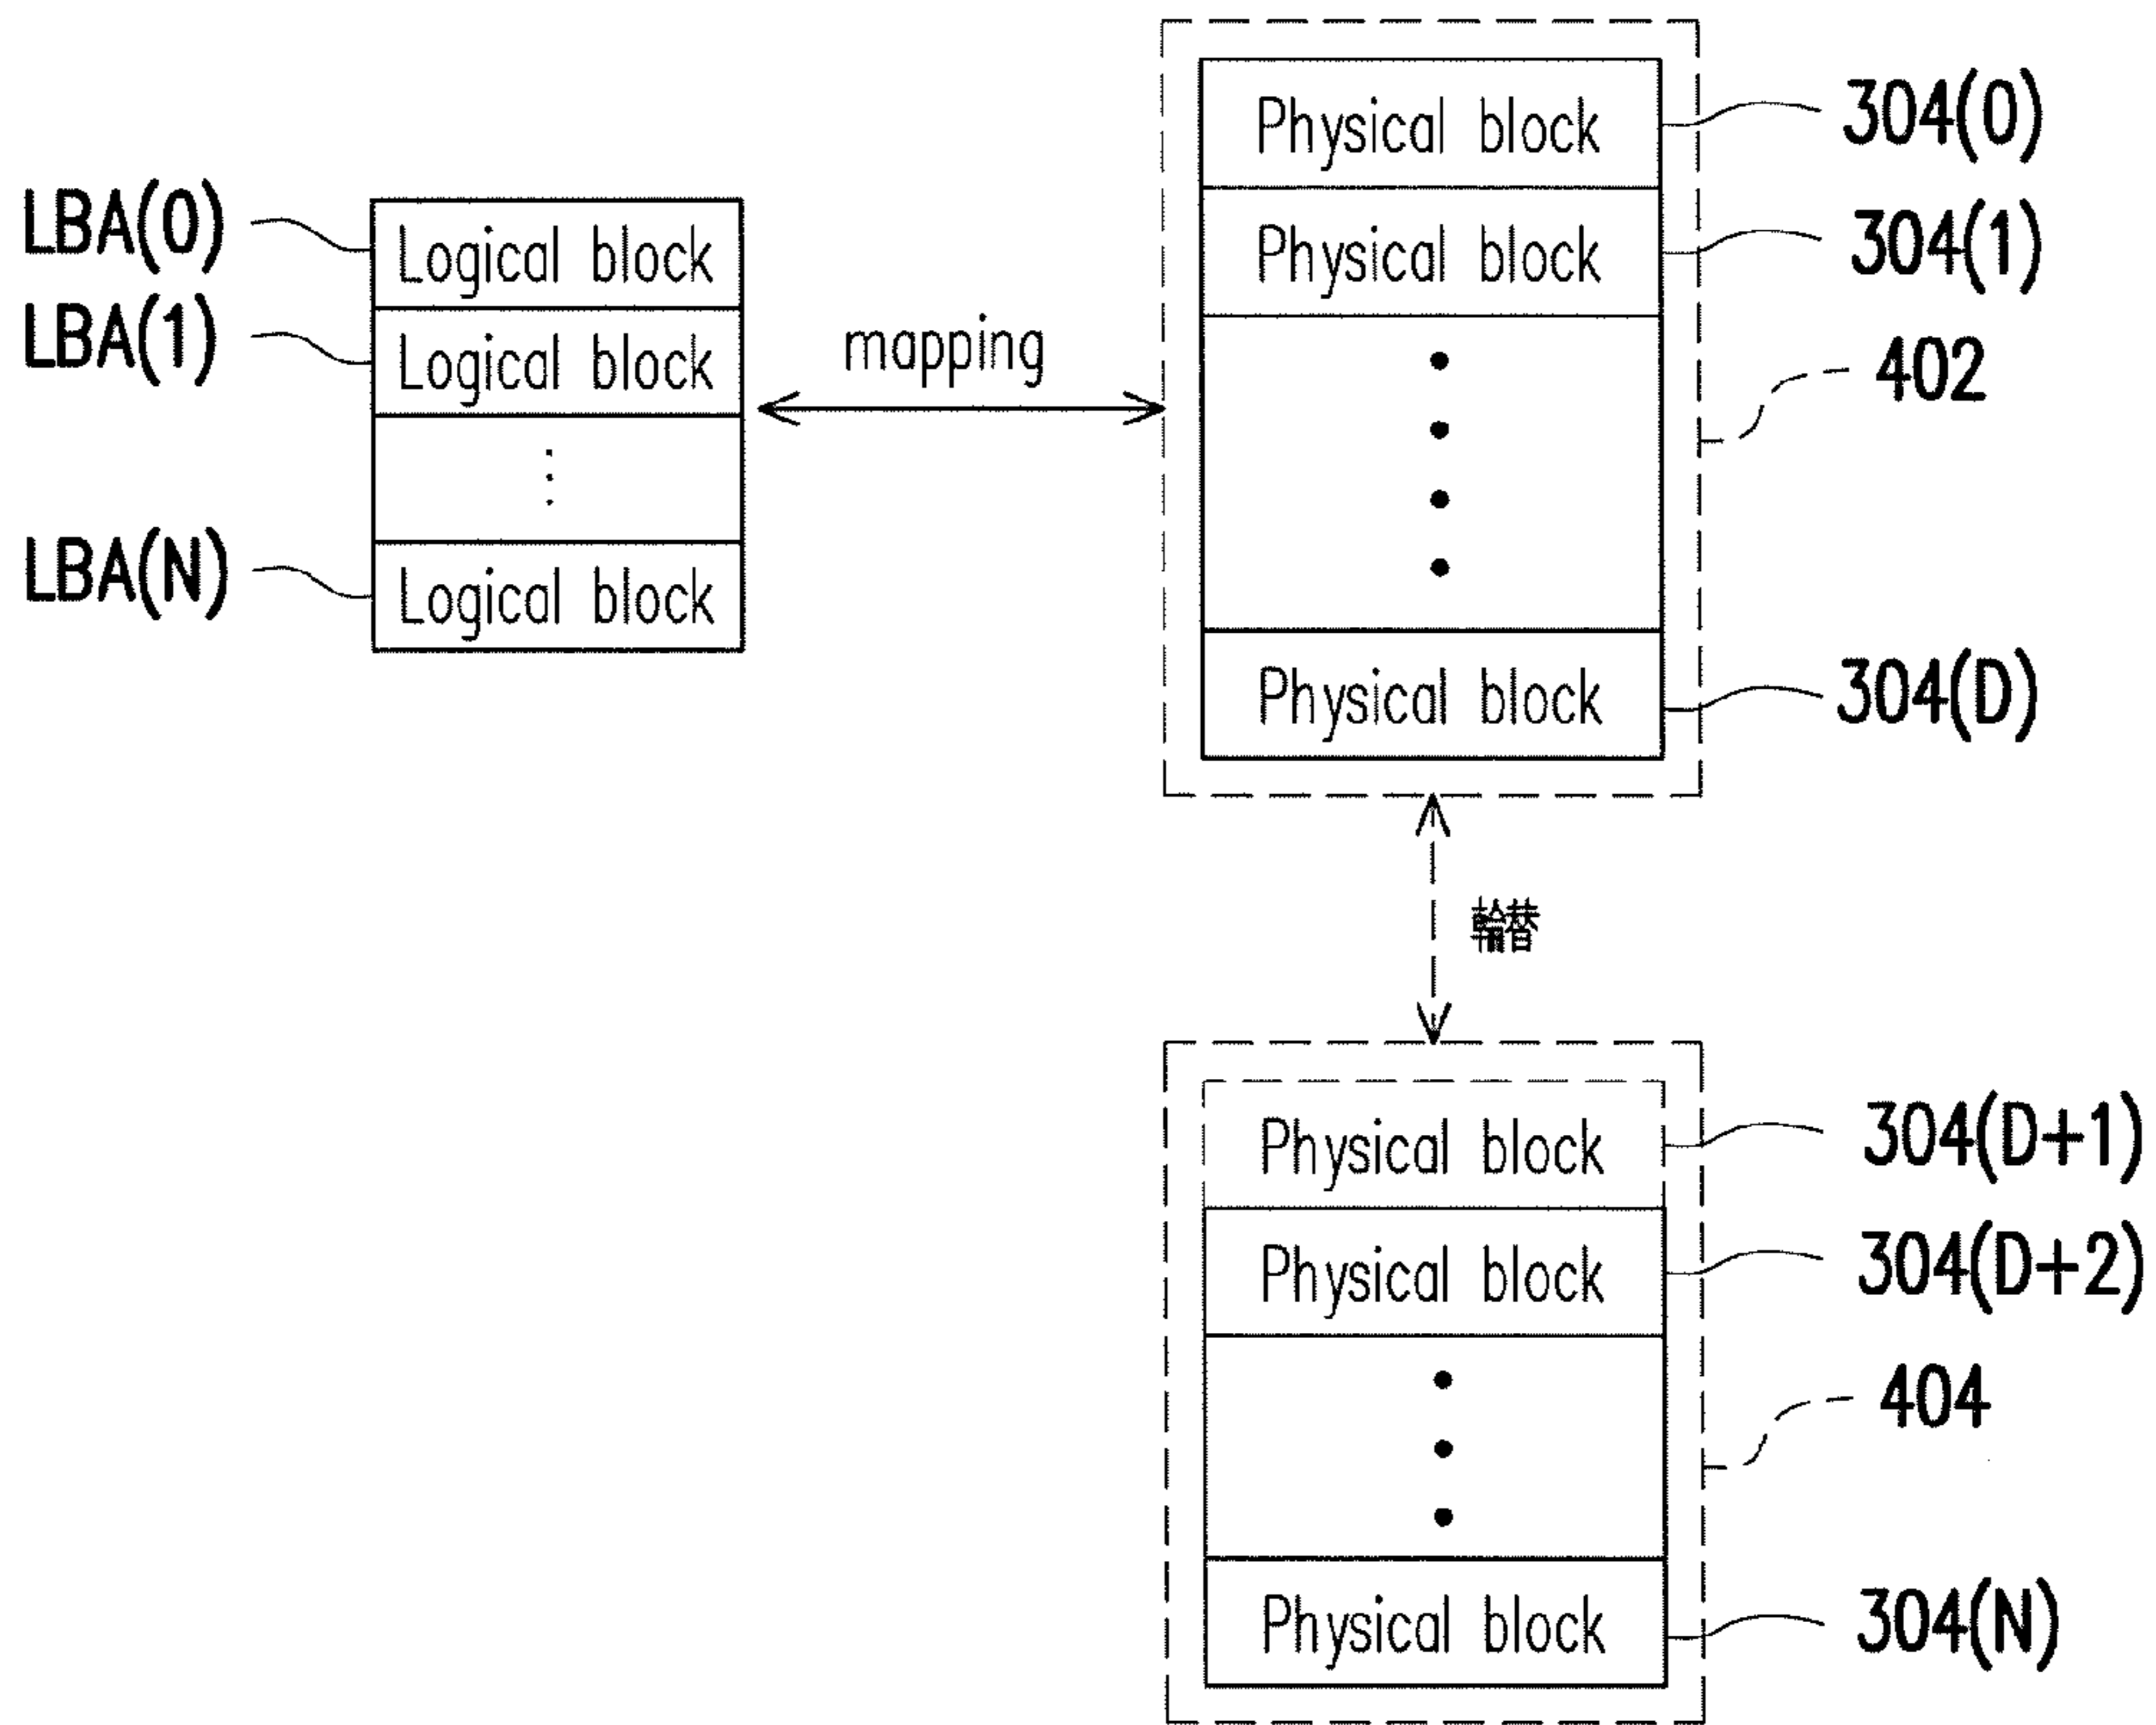 LBA(0)
Logical block
LBA(1)
Logical block
LBA(N)
Logical block
mapping
Physical block
304(0)
Physical block
304(1)
402
Physical block
304(D)
輪替
Physical block
304(D+1)
Physical block
304(D+2)
404
Physical block
304(N)